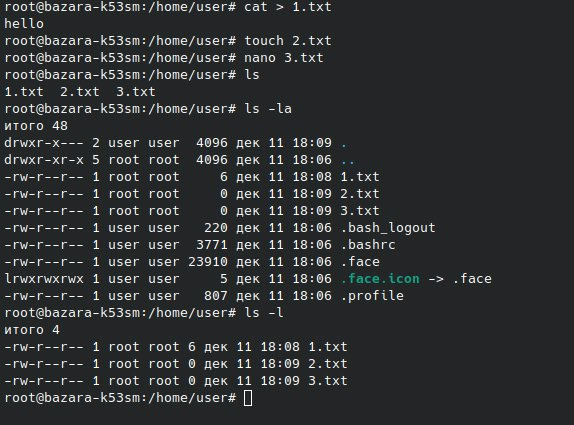 root@bazara-k53sm:/home/user# cat > 1.txt
hello
root@bazara-k53sm:/home/user# touch 2.txt
root@bazara-k53sm:/home/user# nano 3.txt
root@bazara-k53sm:/home/user# ls
1.txt  2.txt  3.txt
root@bazara-k53sm:/home/user# ls -la
итого 48
drwxr-x--- 2 user user  4096 дек 11 18:09 .
drwxr-xr-x 5 root root  4096 дек 11 18:06 ..
-rw-r--r-- 1 root root     6 дек 11 18:08 1.txt
-rw-r--r-- 1 root root     0 дек 11 18:09 2.txt
-rw-r--r-- 1 root root     0 дек 11 18:09 3.txt
-rw-r--r-- 1 user user   220 дек 11 18:06 .bash_logout
-rw-r--r-- 1 user user  3771 дек 11 18:06 .bashrc
-rw-r--r-- 1 user user 23910 дек 11 18:06 .face
lrwxrwxrwx 1 user user     5 дек 11 18:06 .face.icon -> .face
-rw-r--r-- 1 user user   807 дек 11 18:06 .profile
root@bazara-k53sm:/home/user# ls -l
итого 4
-rw-r--r-- 1 root root 6 дек 11 18:08 1.txt
-rw-r--r-- 1 root root 0 дек 11 18:09 2.txt
-rw-r--r-- 1 root root 0 дек 11 18:09 3.txt
root@bazara-k53sm:/home/user#